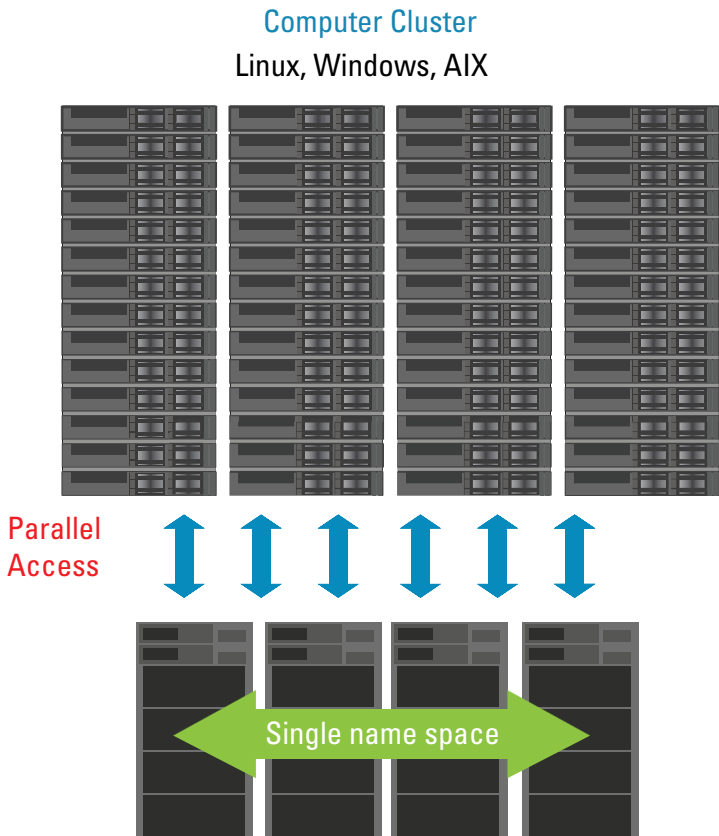 Computer Cluster
Linux, Windows, AIX
Parallel
Access
Single name space